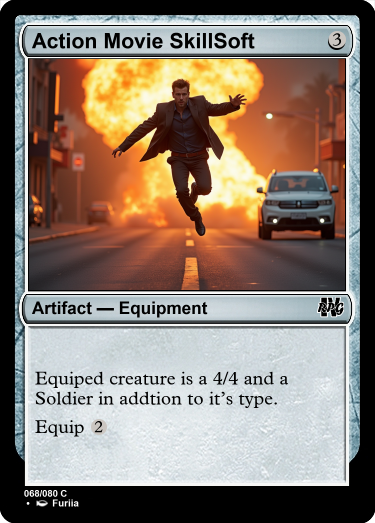 Action Movie SkillSoft 3
Artifact — Equipment
Equiped creature is a 4/4 and a
Soldier in addtion to it's type.
Equip 2
068/080 C
• Furiia